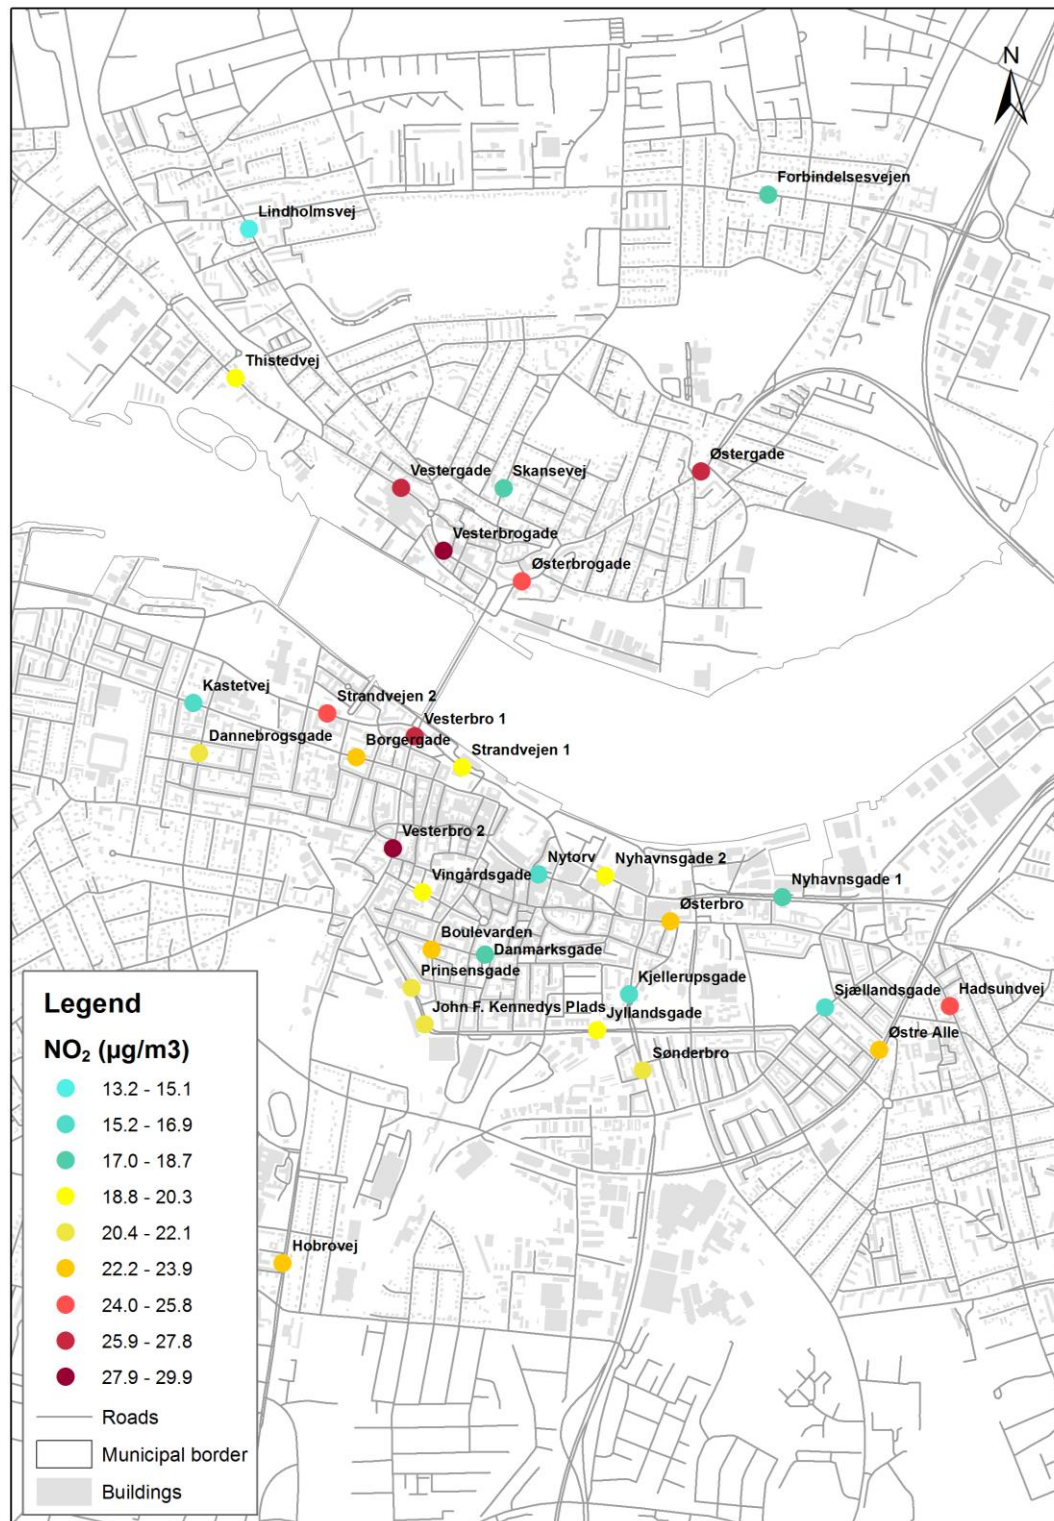 N
Forbindelsesvejen
Lindholmsvej
Thistedvej
Østergade
Vestergade
Skansevej
Vesterbrogade
Østerbrogade
Kastetvej
Strandvejen 2
Vesterbro 1
Dannebrogsgade
Borgergade
Strandvejen 1
Vesterbro 2
Nytorv
Nyhavnsgade 2
Vingårdsgade
Nyhavnsgade 1
Østerbro
Boulevarden
Danmarksgade
Prinsensgade
Kjellerupsgade
Sjællandsgade
Hadsundvej
John F. Kennedys Plads
Jyllandsgade
Østre Alle
Sønderbro
Hobrovej
Legend
NO₂ (µg/m3)
13.2 - 15.1
15.2 - 16.9
17.0 - 18.7
18.8 - 20.3
20.4 - 22.1
22.2 - 23.9
24.0 - 25.8
25.9 - 27.8
27.9 - 29.9
Roads
Municipal border
Buildings